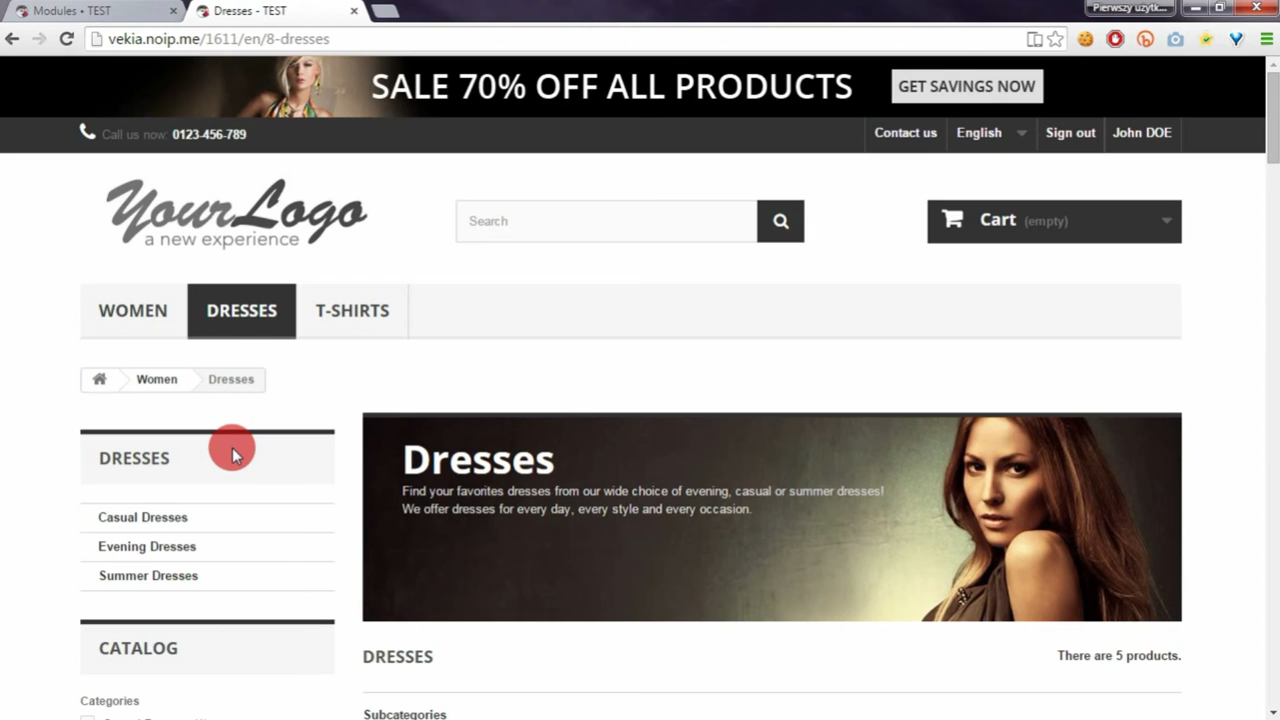 Modules • TEST
Dresses - TEST
Pierwszy użytk...
vekia.noip.me/1611/en/8-dresses
SALE 70% OFF ALL PRODUCTS
GET SAVINGS NOW
Call us now: 0123-456-789
Contact us
English
Sign out
John DOE
YourLogo
a new experience
Search
Cart (empty)
WOMEN
DRESSES
T-SHIRTS
Women
Dresses
DRESSES
Casual Dresses
Evening Dresses
Summer Dresses
CATALOG
Categories
Dresses
Find your favorites dresses from our wide choice of evening, casual or summer dresses!
We offer dresses for every day, every style and every occasion.
DRESSES
There are 5 products.
Subcategories